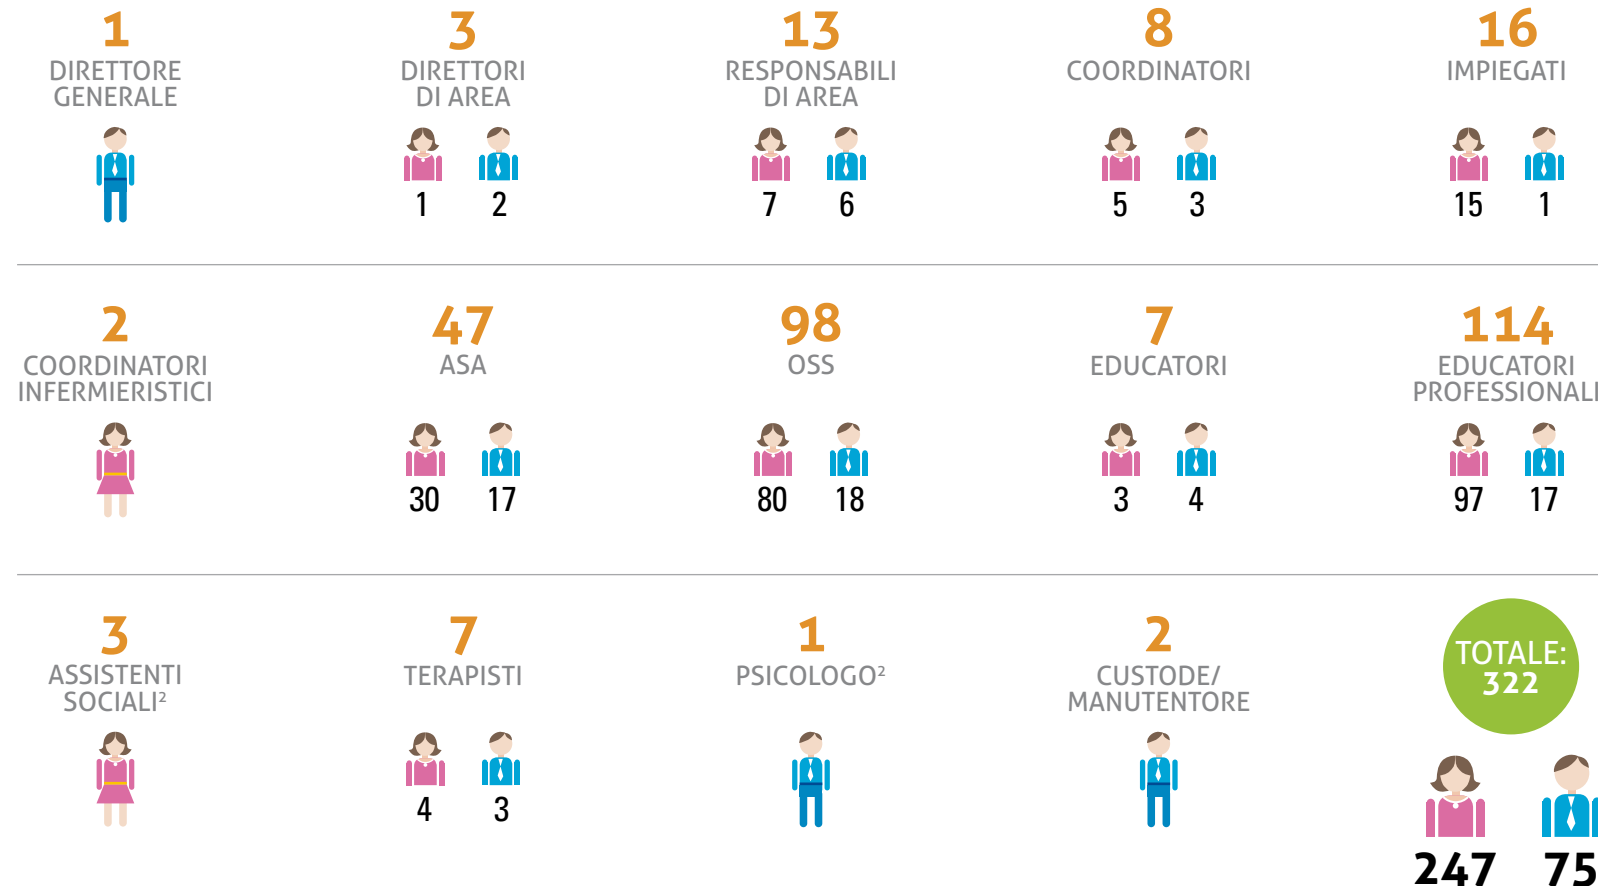 1
DIRETTORE
GENERALE
3
DIRETTORI
DI AREA
1 2
13
RESPONSABILI
DI AREA
7 6
8
COORDINATORI
5 3
16
IMPIEGATI
15 1
2
COORDINATORI
INFERMIERISTICI
47
ASA
30 17
98
OSS
80 18
7
EDUCATORI
3 4
114
EDUCATORI
PROFESSIONALI
97 17
3
ASSISTENTI
SOCIALI²
7
TERAPISTI
4 3
1
PSICOLOGO²
2
CUSTODE/
MANUTENTORE
TOTALE:
322
247 75